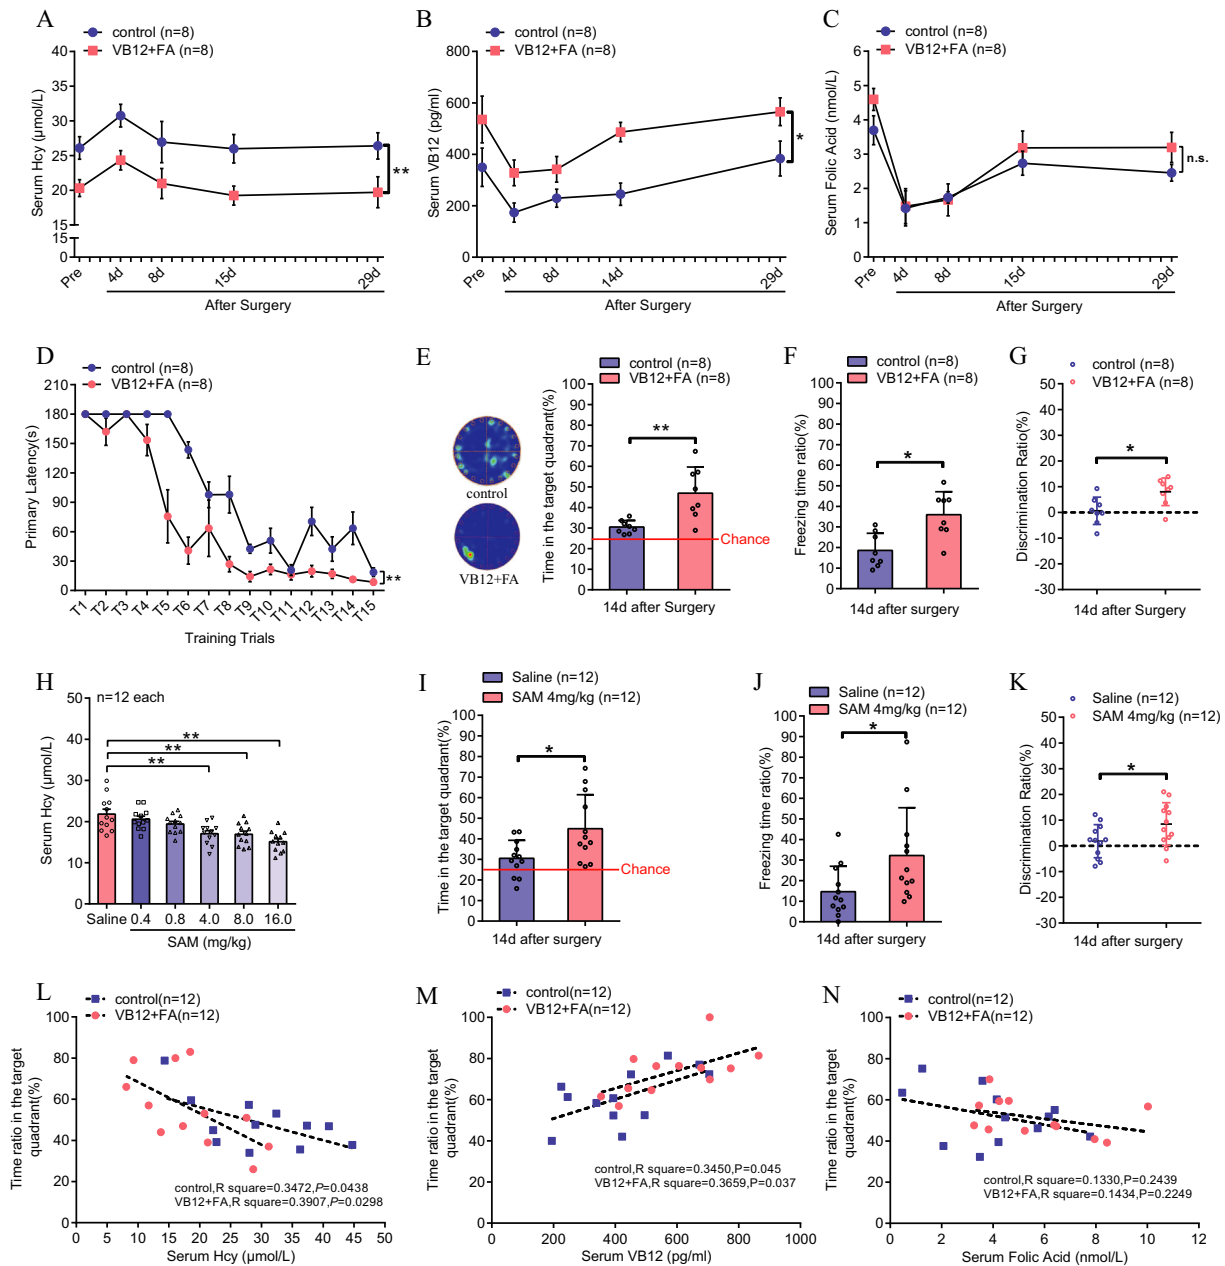 A
control (n=8)
VB12+FA (n=8)
Serum Hcy (μmol/L)
40
35
30
25
20
15
15
0
Pre
4d
8d
15d
29d
After Surgery
**
B
control (n=8)
VB12+FA (n=8)
Serum VB12 (pg/ml)
800
600
400
200
0
Pre
4d
8d
14d
29d
After Surgery
*
C
control (n=8)
VB12+FA (n=8)
Serum Folic Acid (nmol/L)
6
5
4
3
2
1
0
Pre
4d
8d
15d
29d
After Surgery
n.s.
D
control (n=8)
VB12+FA (n=8)
Primary Latency(s)
210
180
150
120
90
60
30
0
T1
T2
T3
T4
T5
T6
T7
T8
T9
T10
T11
T12
T13
T14
T15
Training Trials
**
E
control
VB12+FA
control (n=8)
VB12+FA (n=8)
Time in the target quadrant(%)
100
90
80
70
60
50
40
30
20
10
0
**
Chance
14d after Surgery
F
control (n=8)
VB12+FA (n=8)
Freezing time ratio(%)
100
90
80
70
60
50
40
30
20
10
0
*
14d after Surgery
G
control (n=8)
VB12+FA (n=8)
Discrimination Ratio(%)
50
40
30
20
10
0
-10
-20
-30
*
14d after Surgery
H
n=12 each
Serum Hcy (μmol/L)
50
40
30
20
10
0
**
**
**
Saline
0.4
0.8
4.0
8.0
16.0
SAM (mg/kg)
I
Saline (n=12)
SAM 4mg/kg (n=12)
Time in the target quadrant(%)
100
90
80
70
60
50
40
30
20
10
0
*
Chance
14d after surgery
J
Saline (n=12)
SAM 4mg/kg (n=12)
Freezing time ratio(%)
100
90
80
70
60
50
40
30
20
10
0
*
14d after surgery
K
Saline (n=12)
SAM 4mg/kg (n=12)
Discrimination Ratio(%)
50
40
30
20
10
0
-10
-20
-30
*
14d after surgery
L
control(n=12)
VB12+FA(n=12)
Time ratio in the target
quadrant(%)
100
80
60
40
20
0
control,R square=0.3472,P=0.0438
VB12+FA,R square=0.3907,P=0.0298
0
5
10
15
20
25
30
35
40
45
50
Serum Hcy (μmol/L)
M
control(n=12)
VB12+FA(n=12)
Time ratio in the target
quadrant(%)
100
80
60
40
20
0
control,R square=0.3450,P=0.045
VB12+FA,R square=0.3659,P=0.037
0
200
400
600
800
1000
Serum VB12 (pg/ml)
N
control(n=12)
VB12+FA(n=12)
Time ratio in the target
quadrant(%)
100
80
60
40
20
0
control,R square=0.1330,P=0.2439
VB12+FA,R square=0.1434,P=0.2249
0
2
4
6
8
10
12
Serum Folic Acid (nmol/L)